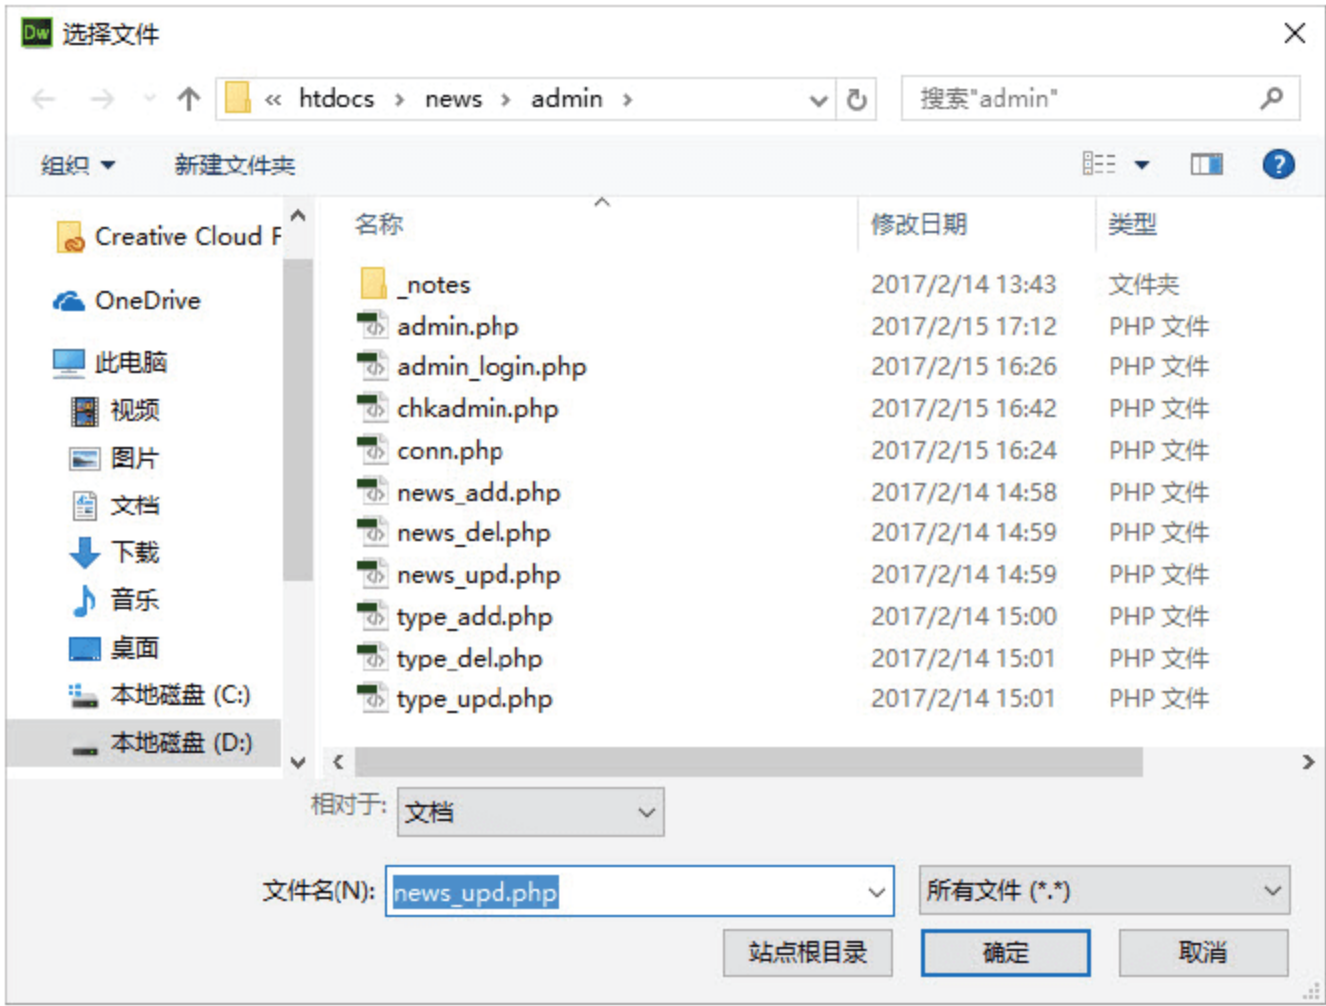 Dw 选择文件
« htdocs › news › admin › 搜索"admin"
组织 新建文件夹 ?
名称 修改日期 类型
Creative Cloud F
OneDrive
此电脑
视频
图片
文档
下载
音乐
桌面
本地磁盘 (C:)
本地磁盘 (D:)
_notes 2017/2/14 13:43 文件夹
admin.php 2017/2/15 17:12 PHP 文件
admin_login.php 2017/2/15 16:26 PHP 文件
chkadmin.php 2017/2/15 16:42 PHP 文件
conn.php 2017/2/15 16:24 PHP 文件
news_add.php 2017/2/14 14:58 PHP 文件
news_del.php 2017/2/14 14:59 PHP 文件
news_upd.php 2017/2/14 14:59 PHP 文件
type_add.php 2017/2/14 15:00 PHP 文件
type_del.php 2017/2/14 15:01 PHP 文件
type_upd.php 2017/2/14 15:01 PHP 文件
相对于: 文档
文件名(N): news_upd.php 所有文件 (*.*)
站点根目录 确定 取消